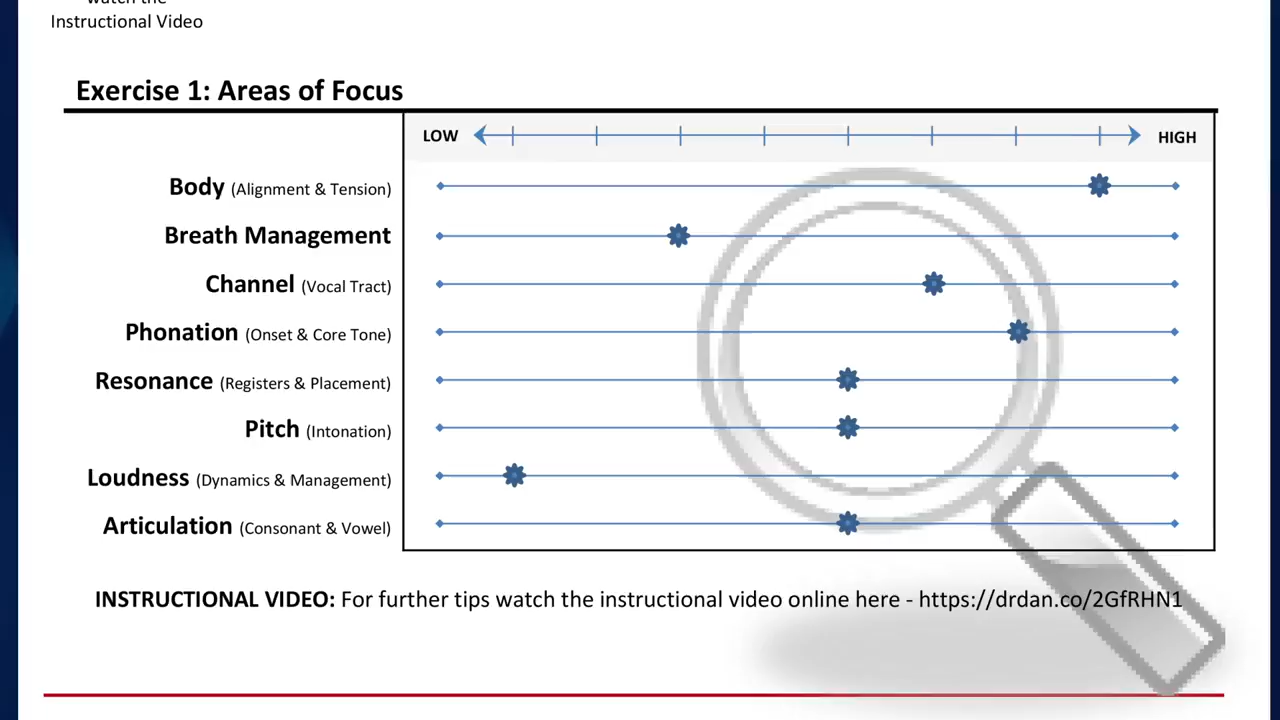 watch the
Instructional Video
Exercise 1: Areas of Focus
LOW HIGH
Body (Alignment & Tension)
Breath Management
Channel (Vocal Tract)
Phonation (Onset & Core Tone)
Resonance (Registers & Placement)
Pitch (Intonation)
Loudness (Dynamics & Management)
Articulation (Consonant & Vowel)
INSTRUCTIONAL VIDEO: For further tips watch the instructional video online here - https://drdan.co/2GfRHN1